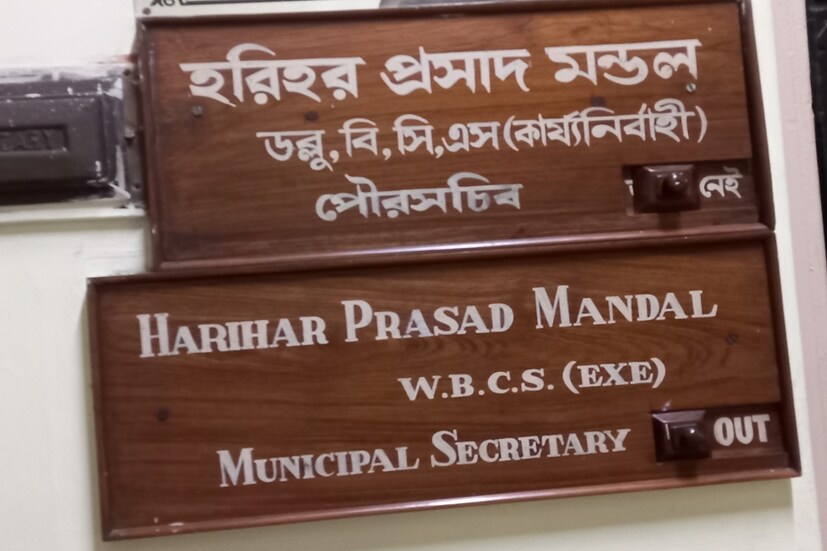 হরিহর প্রসাদ মন্ডল
ডব্লু,বি,সি,এস(কার্য্যনির্বাহী)
পৌরসচিব
নেই
HARIHAR PRASAD MANDAL
W.B.C.S. (EXE)
MUNICIPAL SECRETARY
OUT